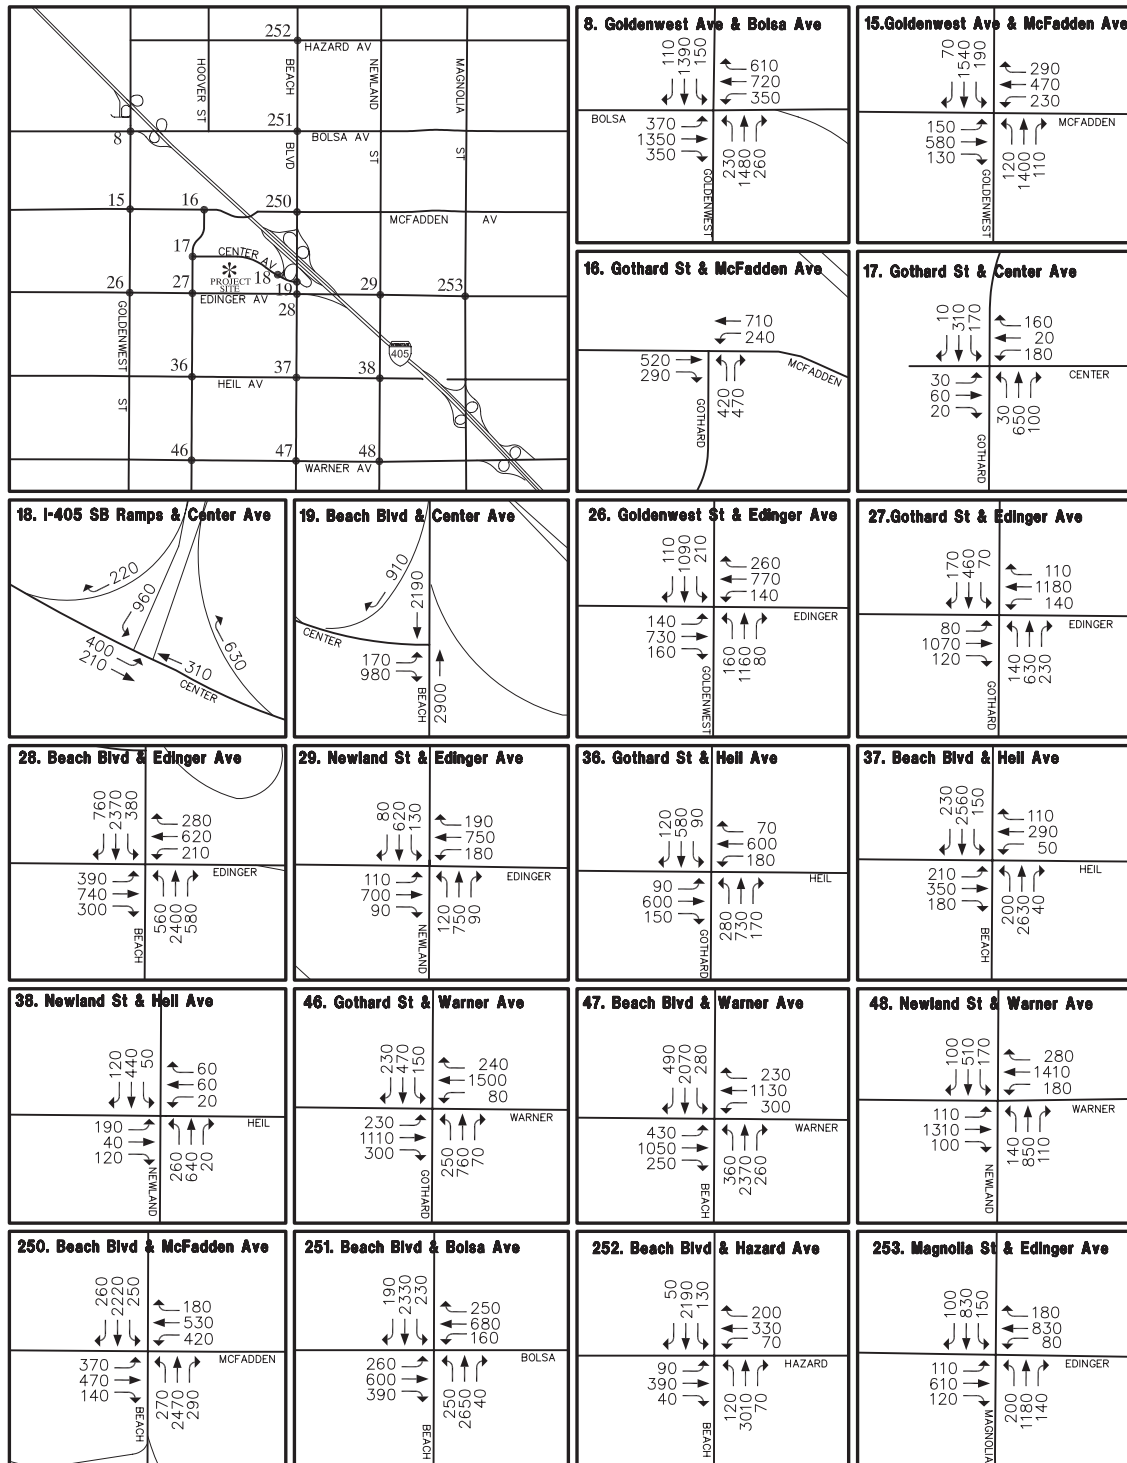 252
HAZARD AV
HOOVER ST
BEACH
BLVD
NEWLAND
ST
MAGNOLIA
ST
8
251
BOLSA AV
15
16
250
MCFADDEN AV
17
CENTER AV
18
PROJECT
SITE
26
27
19
29
253
EDINGER AV
28
GOLDENWEST
ST
INTERSTATE
405
36
37
38
HEIL AV
46
47
48
WARNER AV
8. Goldenwest Ave & Bolsa Ave
110 1390 150
610
720
350
BOLSA
370
1350
350
230 1480 260
GOLDENWEST
15.Goldenwest Ave & McFadden Ave
70 1540 190
290
470
230
MCFADDEN
150
580
130
120 1400 110
GOLDENWEST
16. Gothard St & McFadden Ave
710
240
520
290
MCFADDEN
420 470
GOTHARD
17. Gothard St & Center Ave
10 310 170
160
20
180
CENTER
30
60
20
30 650 100
GOTHARD
18. I-405 SB Ramps & Center Ave
220
960
630
400
210
310
CENTER
19. Beach Blvd & Center Ave
910
2190
CENTER
170
980
BEACH
2900
26. Goldenwest St & Edinger Ave
110 1090 210
260
770
140
EDINGER
140
730
160
160 1160 80
GOLDENWEST
27.Gothard St & Edinger Ave
170 460 70
110
1180
140
EDINGER
80
1070
120
140 630 230
GOTHARD
28. Beach Blvd & Edinger Ave
760 2370 380
280
620
210
EDINGER
390
740
300
560 2400 580
BEACH
29. Newland St & Edinger Ave
80 620 130
190
750
180
EDINGER
110
700
90
120 750 90
NEWLAND
36. Gothard St & Heil Ave
120 580 90
70
600
180
HEIL
90
600
150
280 730 170
GOTHARD
37. Beach Blvd & Heil Ave
230 2560 150
110
290
50
HEIL
210
350
180
200 2630 40
BEACH
38. Newland St & Heil Ave
120 440 50
60
60
20
HEIL
190
40
120
260 640 20
NEWLAND
46. Gothard St & Warner Ave
230 470 150
240
1500
80
WARNER
230
1110
300
250 760 70
GOTHARD
47. Beach Blvd & Warner Ave
490 2070 280
230
1130
300
WARNER
430
1050
250
360 2370 260
BEACH
48. Newland St & Warner Ave
100 510 170
280
1410
180
WARNER
110
1310
100
140 850 110
NEWLAND
250. Beach Blvd & McFadden Ave
260 2220 250
180
530
420
MCFADDEN
370
470
140
270 2470 290
BEACH
251. Beach Blvd & Bolsa Ave
190 2330 230
250
680
160
BOLSA
260
600
390
250 2650 40
BEACH
252. Beach Blvd & Hazard Ave
50 2190 130
200
330
70
HAZARD
90
390
40
120 3010 70
BEACH
253. Magnolia St & Edinger Ave
100 830 150
180
830
80
EDINGER
110
610
120
200 1180 140
MAGNOLIA